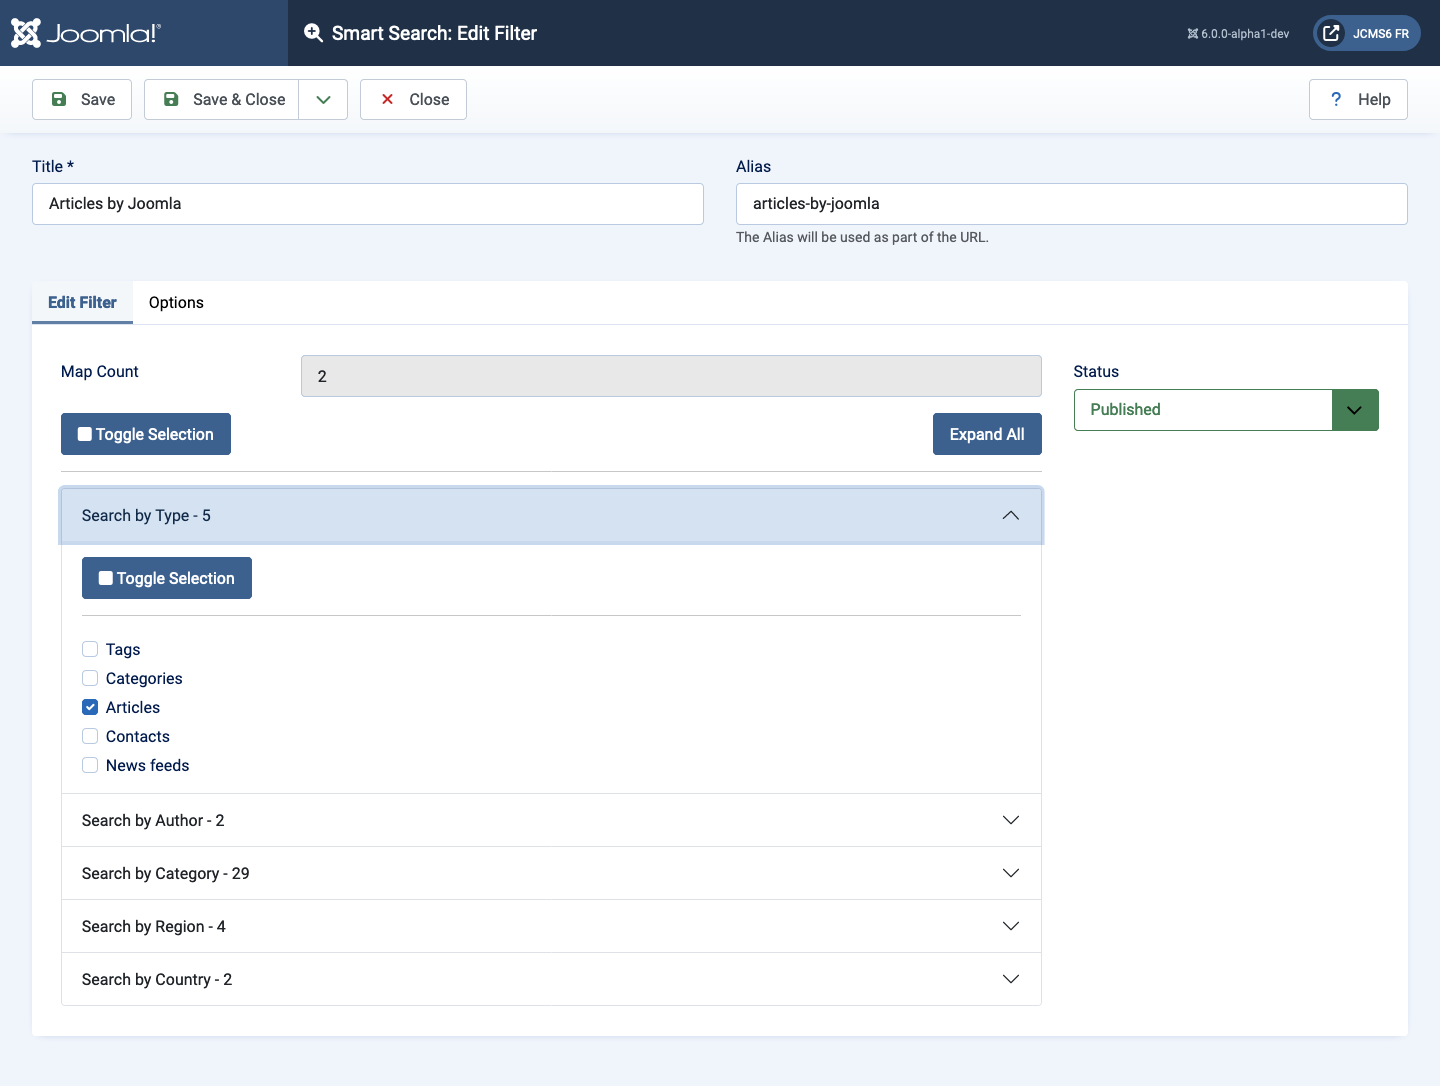 Joomla!®
Smart Search: Edit Filter
6.0.0-alpha1-dev
JCMS6 FR
Save
Save & Close
Close
? Help
Title *
Alias
Articles by Joomla
articles-by-joomla
The Alias will be used as part of the URL.
Edit Filter
Options
Map Count
2
Status
Published
Toggle Selection
Expand All
Search by Type - 5
Toggle Selection
Tags
Categories
Articles
Contacts
News feeds
Search by Author - 2
Search by Category - 29
Search by Region - 4
Search by Country - 2